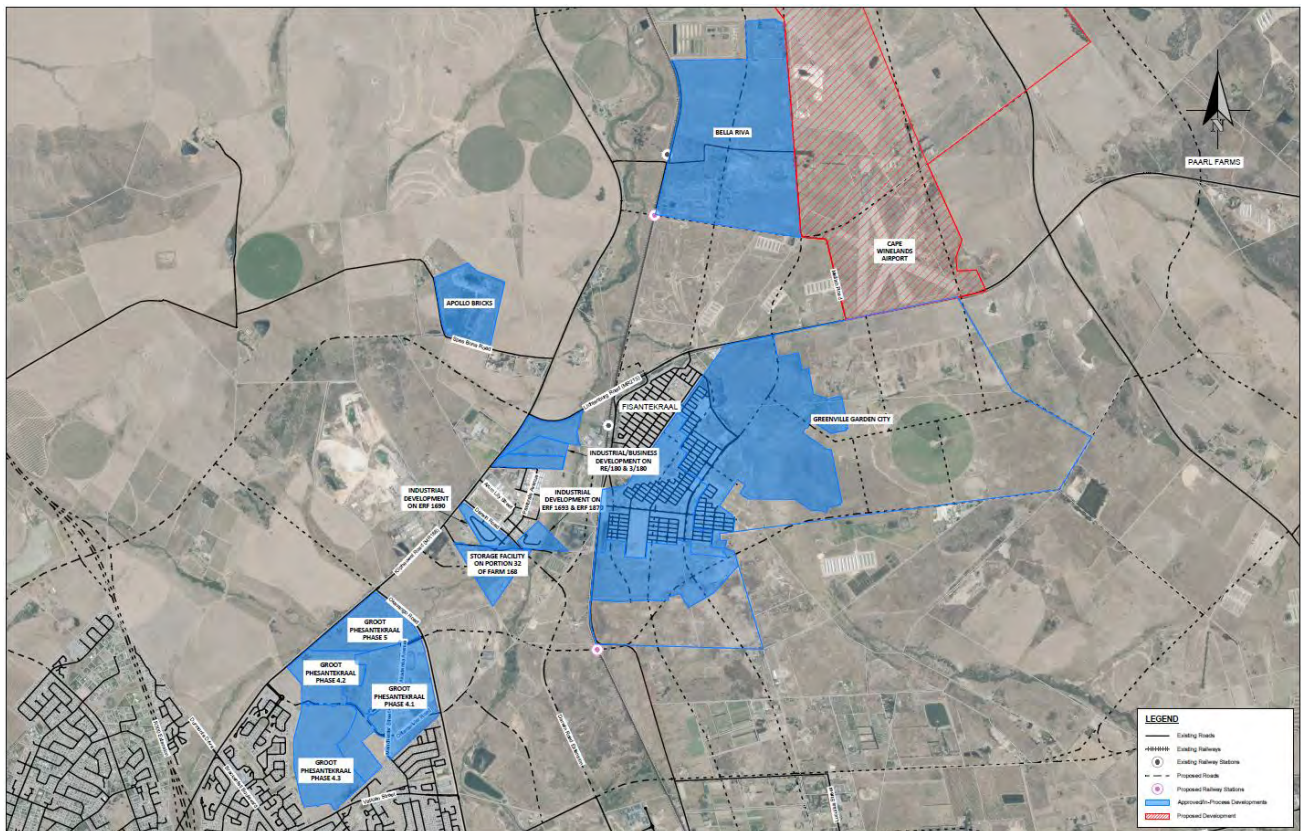 BELLA RIVA
N
PAARL FARMS
CAPE
WINELANDS
AIRPORT
APOLLO BRICKS
Lichtenburg Road (MR215)
FISANTEKRAAL
GREENVILLE GARDEN CITY
INDUSTRIAL/BUSINESS
DEVELOPMENT ON
RE/180 & 3/180
INDUSTRIAL
DEVELOPMENT
ON ERF 1690
INDUSTRIAL
DEVELOPMENT ON
ERF 1693 & ERF 1870
STORAGE FACILITY
ON PORTION 32
OF FARM 168
GROOT
PHESANTEKRAAL
PHASE 5
GROOT
PHESANTEKRAAL
PHASE 4.2
GROOT
PHESANTEKRAAL
PHASE 4.1
GROOT
PHESANTEKRAAL
PHASE 4.3
LEGEND
Existing Roads
Existing Railways
Existing Railway Stations
Proposed Roads
Proposed Railway Stations
Approved/In-Process Developments
Proposed Development